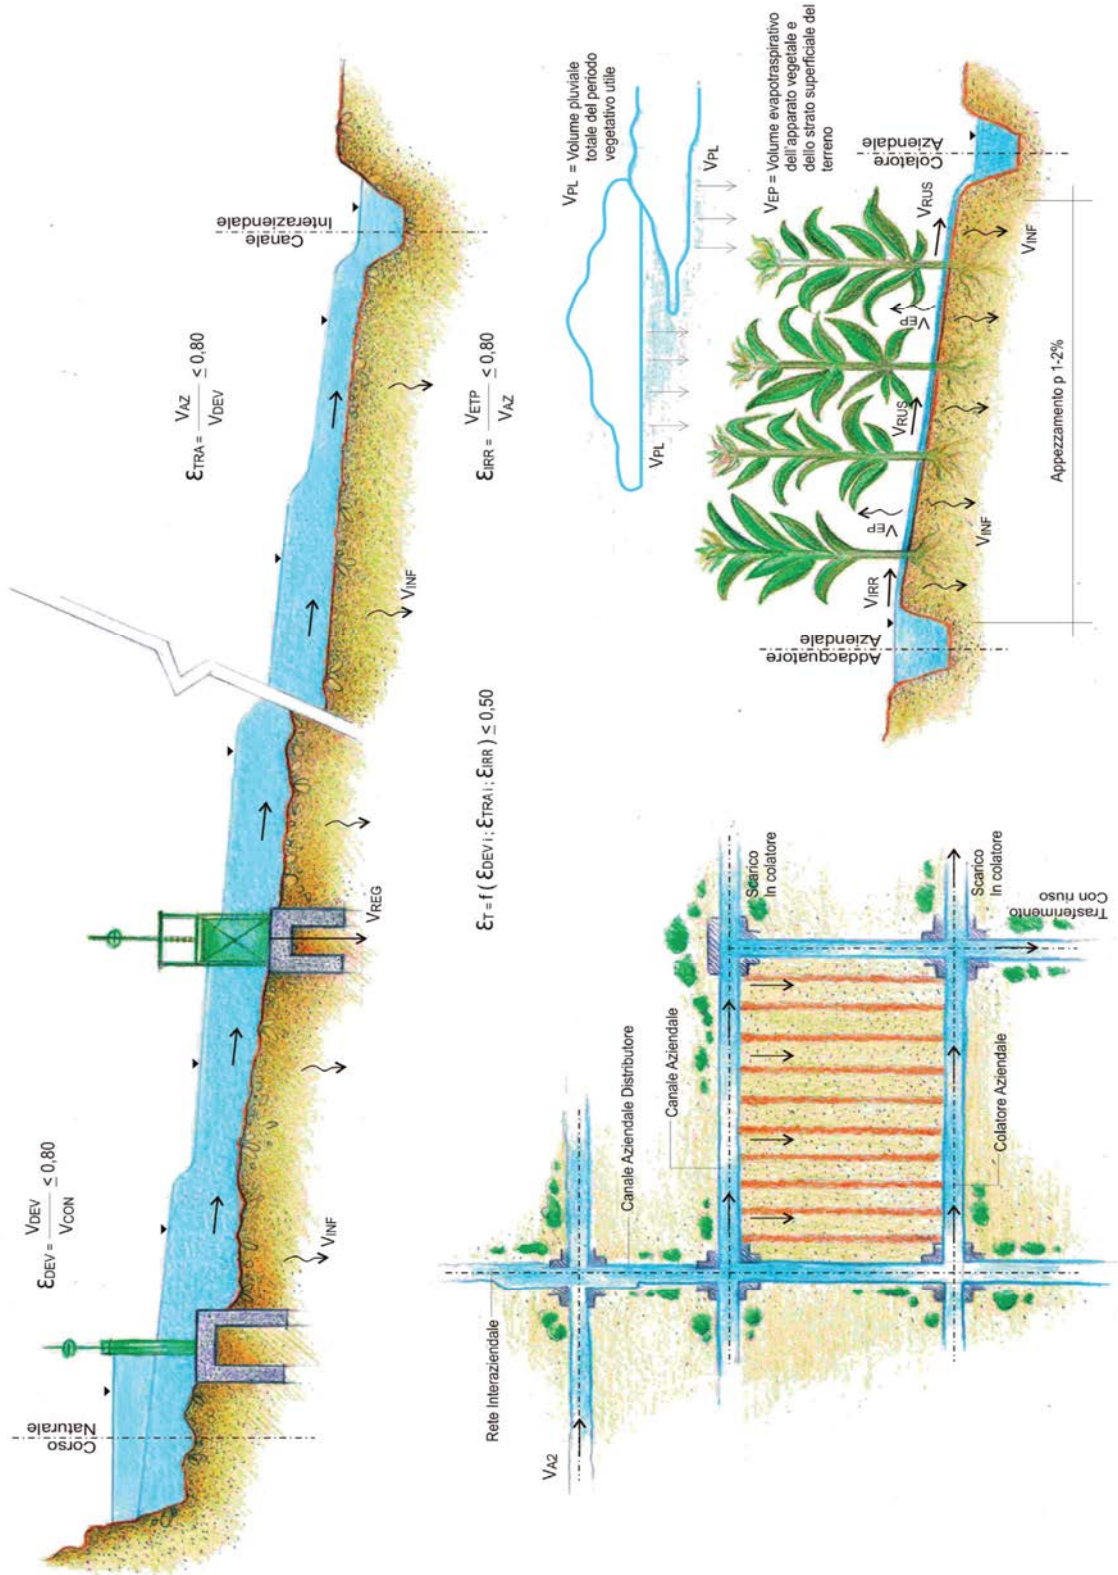 Corso
Naturale
εDEV = VDEV / VCON ≤ 0,80
VINF
VREG
VINF
εTRA = VAZ / VDEV ≤ 0,80
Canale
Interaziendale
εT = f ( εDEV i ; εTRA i ; εIRR ) ≤ 0,50
εIRR = VETP / VAZ ≤ 0,80
VA2
Rete Interaziendale
Canale Aziendale Distributore
Canale Aziendale
Colatore Aziendale
Scarico
In colatore
Scarico
In colatore
Trasferimento
Con riuso
VPL = Volume pluviale
totale del periodo
vegetativo utile
VPL
VPL
VEP = Volume evapotraspirativo
dell'apparato vegetale e
dello strato superficiale del
terreno
Addacquatore
Aziendale
VIRR
VEP
VRUS
VEP
VRUS
Colatore
Aziendale
VINF
VINF
Appezzamento p 1-2%